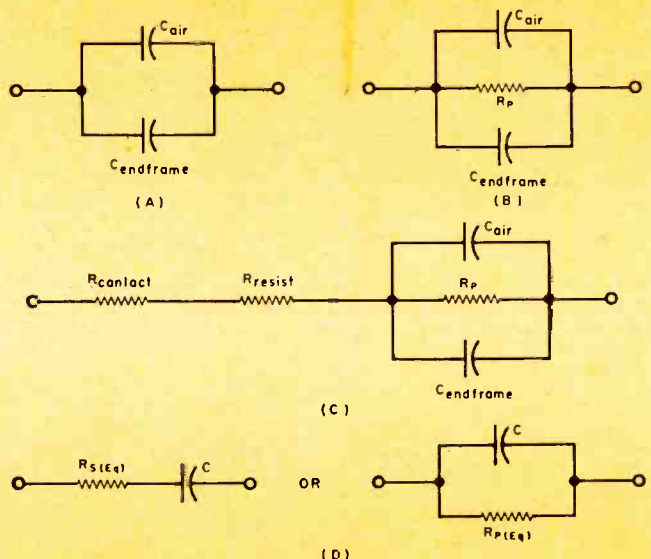 Cair
Cendframe
(A)
Cair
RP
Cendframe
(B)
Rcontact
Rresist
Cair
RP
Cendframe
(C)
RS(Eq)
C
OR
C
RP(Eq)
(D)